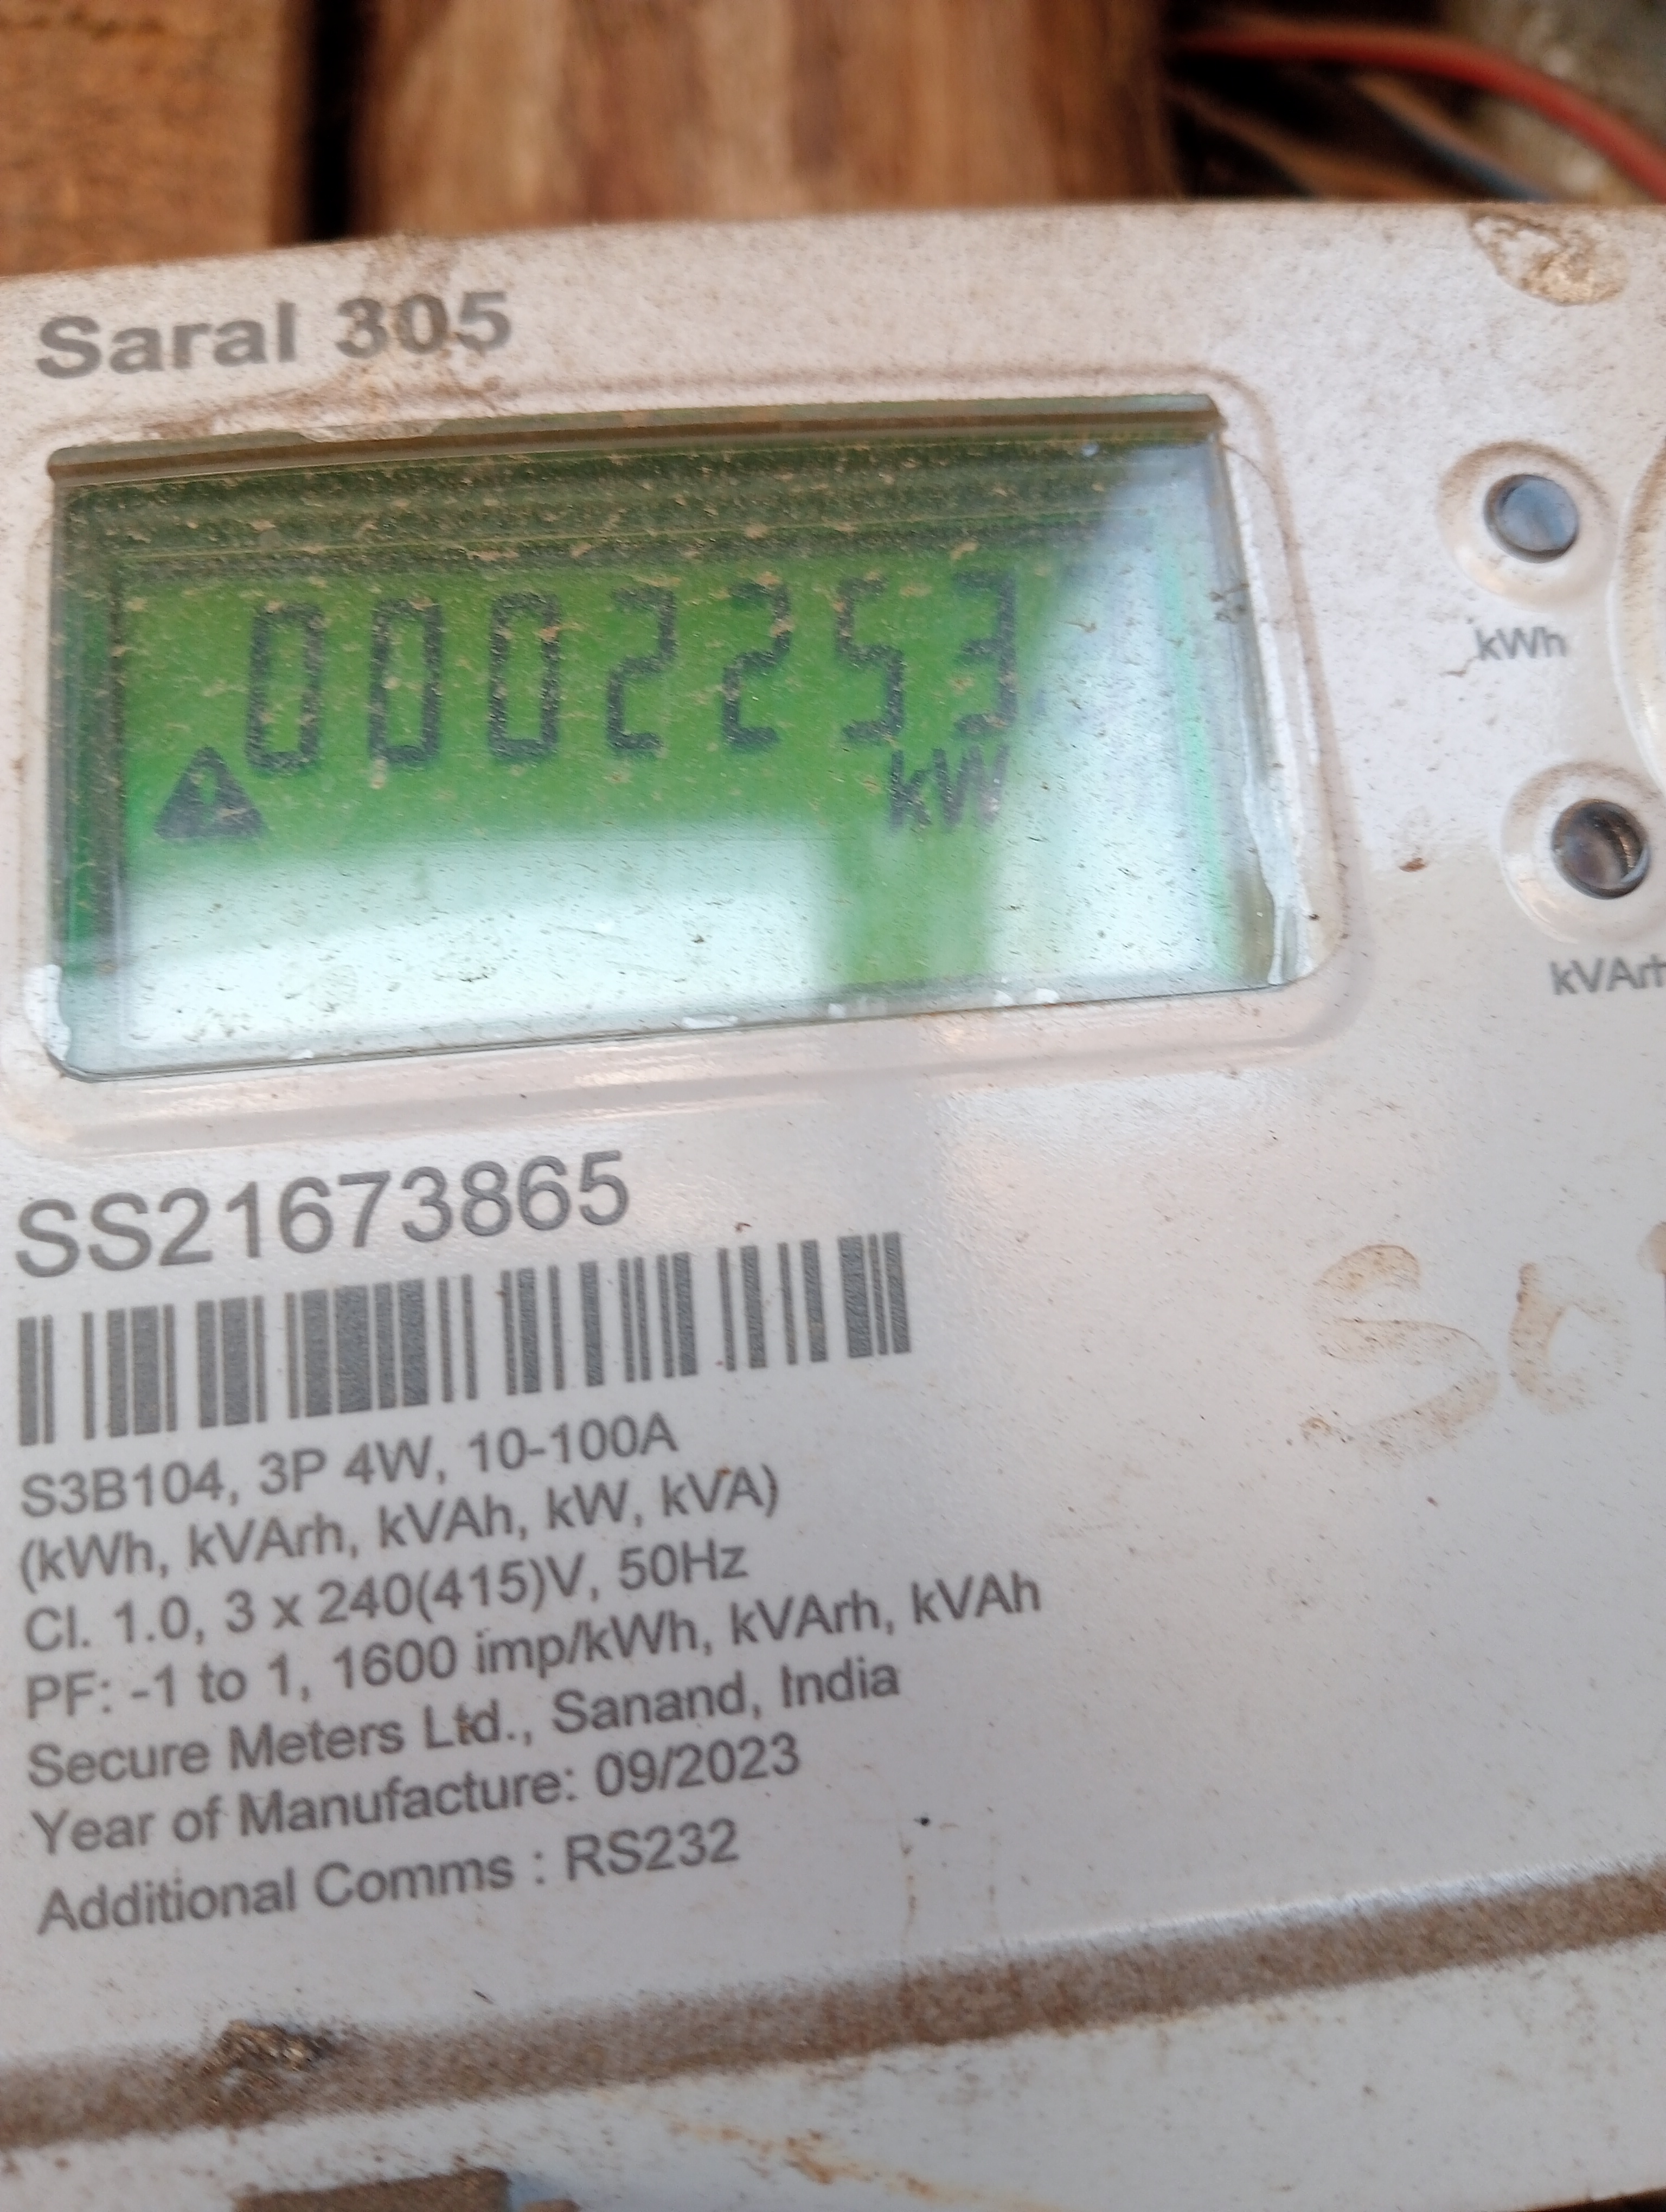 Saral 305
0002253
kW
kWh
kVArh
SS21673865
S3B104, 3P 4W, 10-100A
(kWh, kVArh, kVAh, kW, kVA)
Cl. 1.0, 3 x 240(415)V, 50Hz
PF: -1 to 1, 1600 imp/kWh, kVArh, kVAh
Secure Meters Ltd., Sanand, India
Year of Manufacture: 09/2023
Additional Comms : RS232